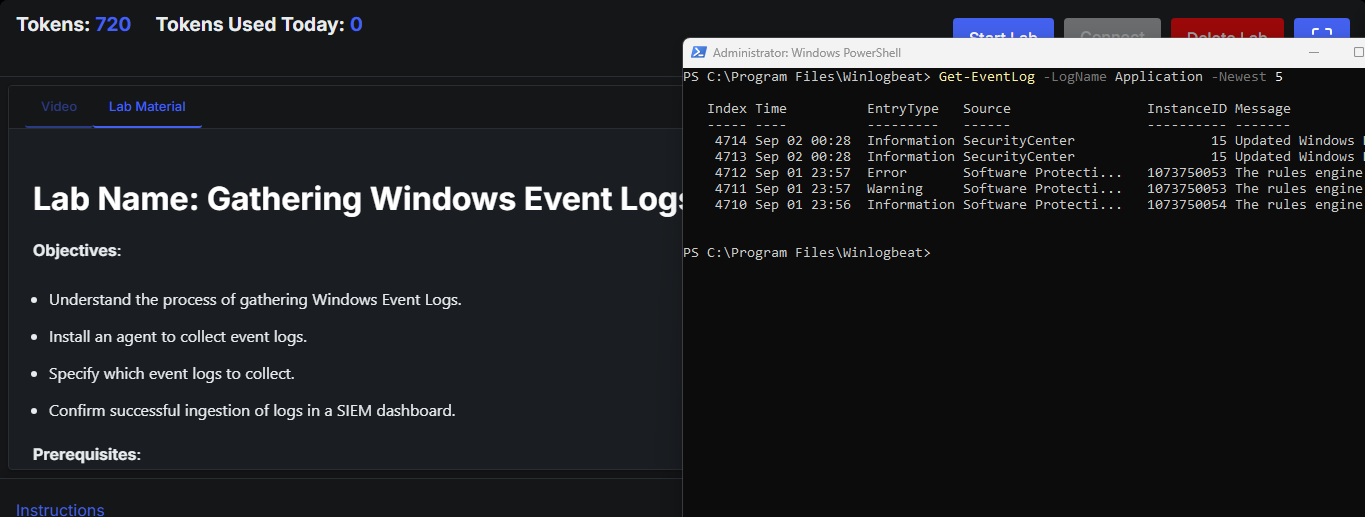 Tokens: 720 Tokens Used Today: 0
Start Lab Connect Delete Lab
Video Lab Material
Lab Name: Gathering Windows Event Logs
Objectives:
Understand the process of gathering Windows Event Logs.
Install an agent to collect event logs.
Specify which event logs to collect.
Confirm successful ingestion of logs in a SIEM dashboard.
Prerequisites:
Instructions
Administrator: Windows PowerShell
PS C:\Program Files\Winlogbeat> Get-EventLog -LogName Application -Newest 5
Index Time EntryType Source InstanceID Message
----- ---- --------- ------ ---------- -------
4714 Sep 02 00:28 Information SecurityCenter 15 Updated Windows
4713 Sep 02 00:28 Information SecurityCenter 15 Updated Windows
4712 Sep 01 23:57 Error Software Protecti... 1073750053 The rules engine
4711 Sep 01 23:57 Warning Software Protecti... 1073750053 The rules engine
4710 Sep 01 23:56 Information Software Protecti... 1073750054 The rules engine
PS C:\Program Files\Winlogbeat>